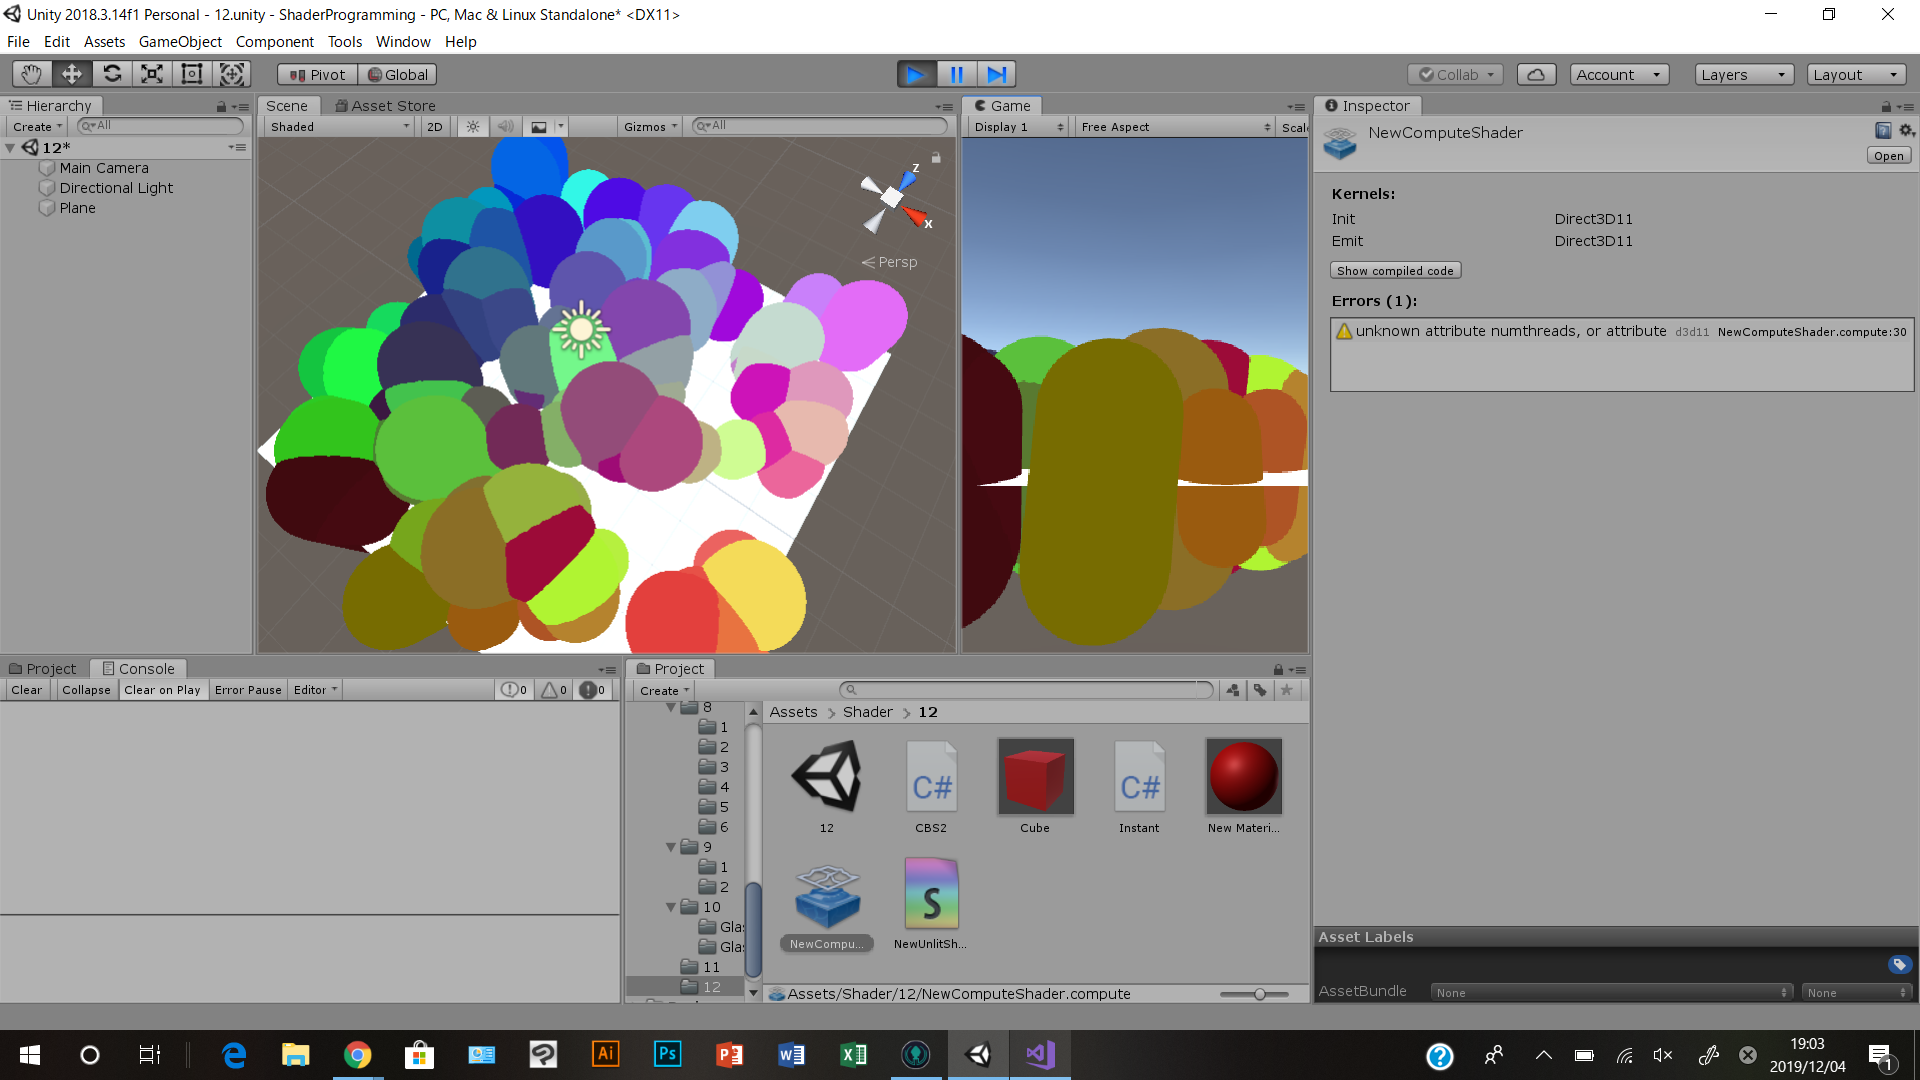 Unity 2018.3.14f1 Personal - 12.unity - ShaderProgramming - PC, Mac & Linux Standalone* <DX11>
File Edit Assets GameObject Component Tools Window Help
Pivot Global Collab Account Layers Layout
Hierarchy Scene Asset Store Game Inspector
Create All Shaded 2D Gizmos All Display 1 Free Aspect Scale
12*
Main Camera
Directional Light
Plane
z
x
Persp
NewComputeShader
Open
Kernels:
Init Direct3D11
Emit Direct3D11
Show compiled code
Errors (1):
unknown attribute numthreads, or attribute d3d11 NewComputeShader.compute:30
Project Console Project
Clear Collapse Clear on Play Error Pause Editor 0 0 0 Create
8
1
2
3
4
5
6
9
1
2
10
Gla
Gla
11
12
Assets Shader 12
C# C#
12 CBS2 Cube Instant New Materi...
S
NewCompu... NewUnlitSh...
Assets/Shader/12/NewComputeShader.compute
Asset Labels
AssetBundle None None
Ai Ps
19:03
2019/12/04
1